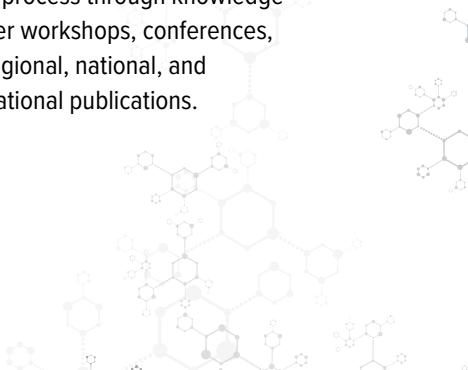 process through knowledge
er workshops, conferences,
gional, national, and
ational publications.